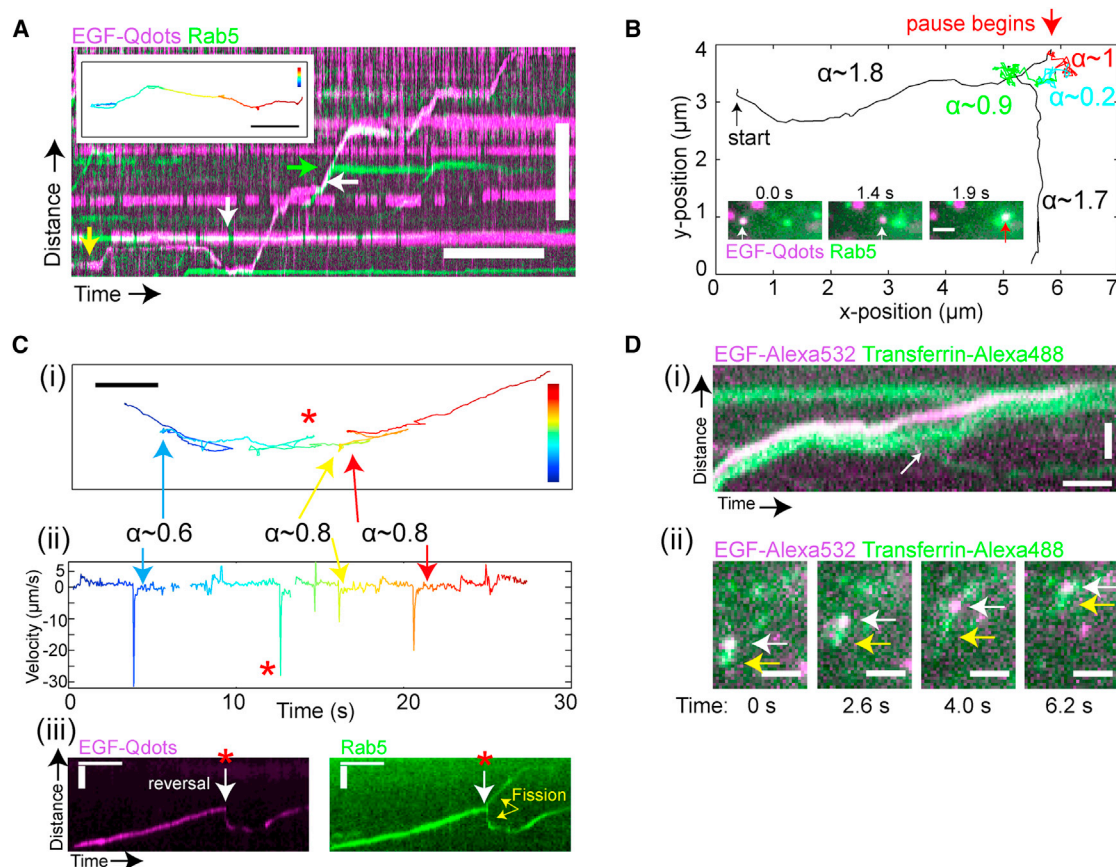 A
EGF-Qdots Rab5
Distance
Time
B
pause begins
4
3
2
1
0
y-position (µm)
α~1.8
start
α~0.9
α~1
α~0.2
α~1.7
0.0 s 1.4 s 1.9 s
EGF-Qdots Rab5
0 1 2 3 4 5 6 7
x-position (µm)
C
(i)
*
α~0.6 α~0.8 α~0.8
(ii)
5
0
-10
-20
-30
Velocity (µm/s)
*
0 10 20 30
Time (s)
(iii)
EGF-Qdots * Rab5 *
reversal
Fission
Distance
Time
D
EGF-Alexa532 Transferrin-Alexa488
(i)
Distance
Time
(ii)
EGF-Alexa532 Transferrin-Alexa488
Time: 0 s 2.6 s 4.0 s 6.2 s